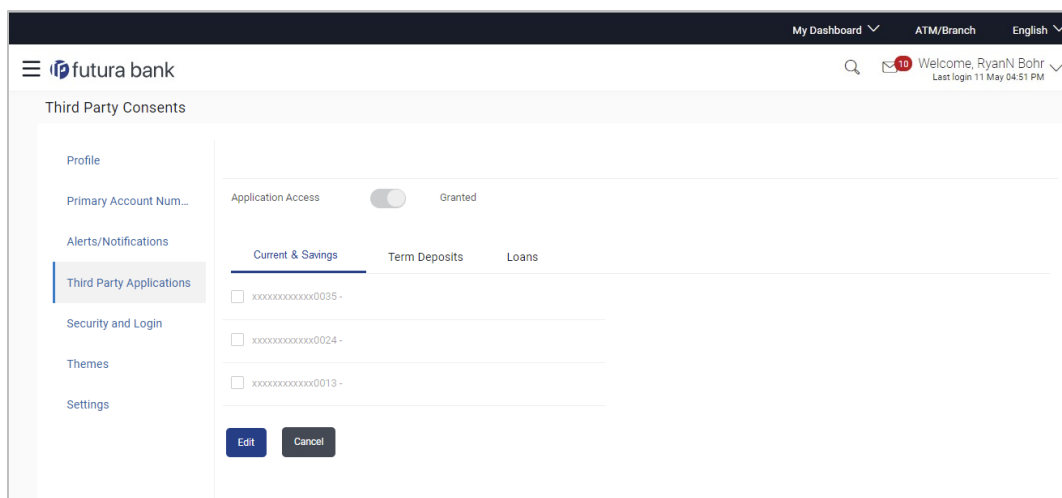 My Dashboard ATM/Branch English
futura bank 10 Welcome, RyanN Bohr
Last login 11 May 04:51 PM
Third Party Consents
Profile
Primary Account Num...
Alerts/Notifications
Third Party Applications
Security and Login
Themes
Settings
Application Access Granted
Current & Savings Term Deposits Loans
xxxxxxxxxxxx0035 -
xxxxxxxxxxxx0024 -
xxxxxxxxxxxx0013 -
Edit Cancel